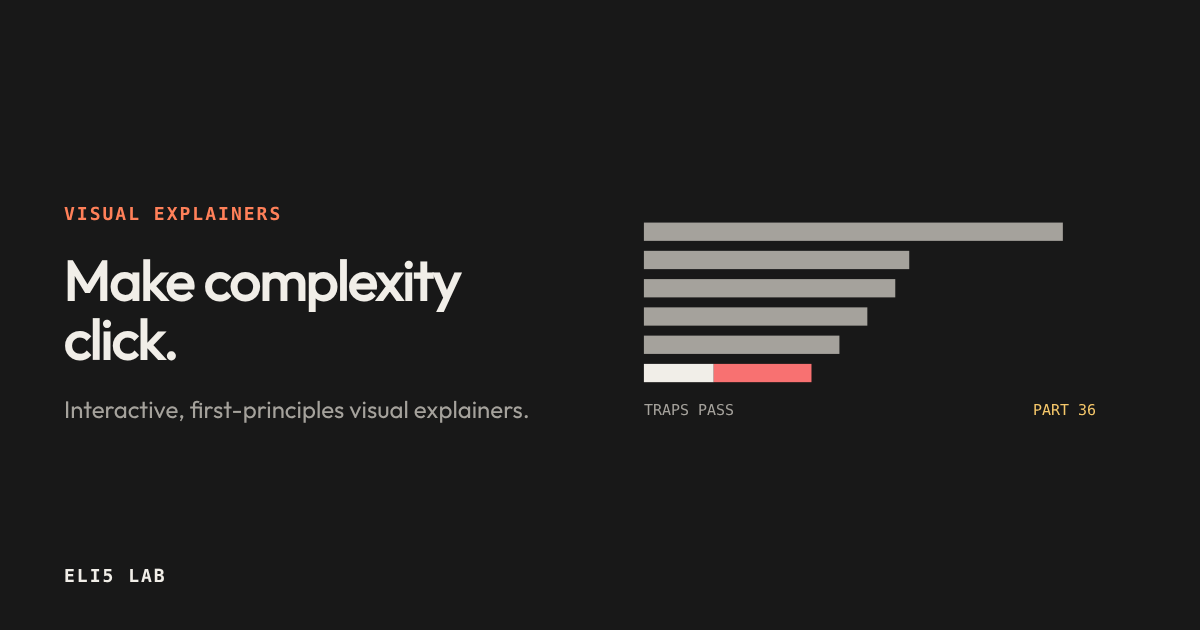 VISUAL EXPLAINERS
Make complexity
click.
Interactive, first-principles visual explainers.
TRAPS PASS
PART 36
ELI5 LAB